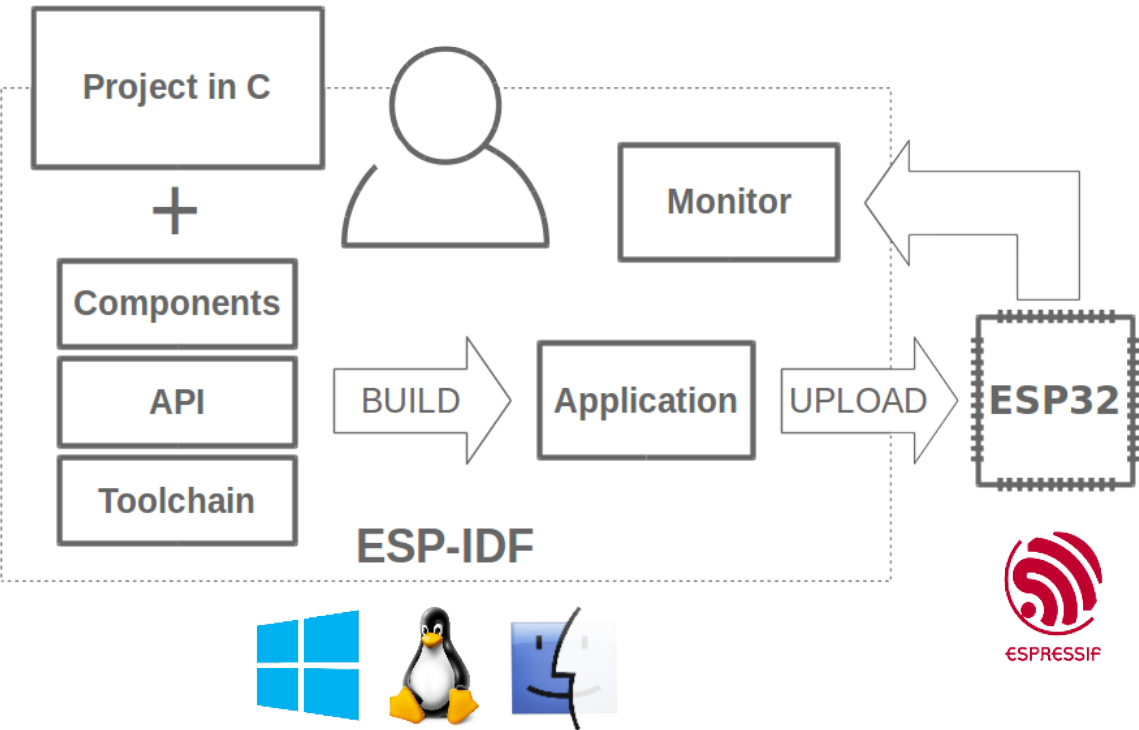 Project in C
+
Components
API
Toolchain
BUILD
Application
UPLOAD
Monitor
ESP32
ESP-IDF
ESPRESSIF